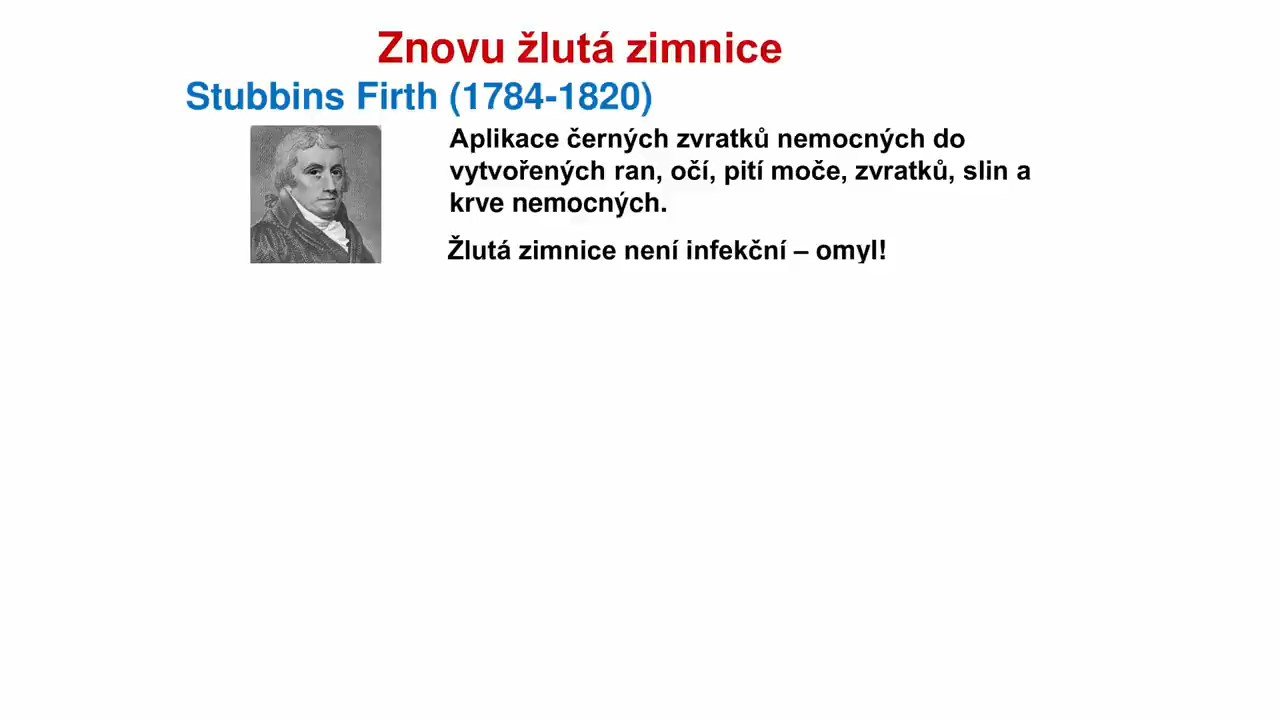 Znovu žlutá zimnice
Stubbins Firth (1784-1820)
Aplikace černých zvratků nemocných do
vytvořených ran, očí, pití moče, zvratků, slin a
krve nemocných.
Žlutá zimnice není infekční – omyl!